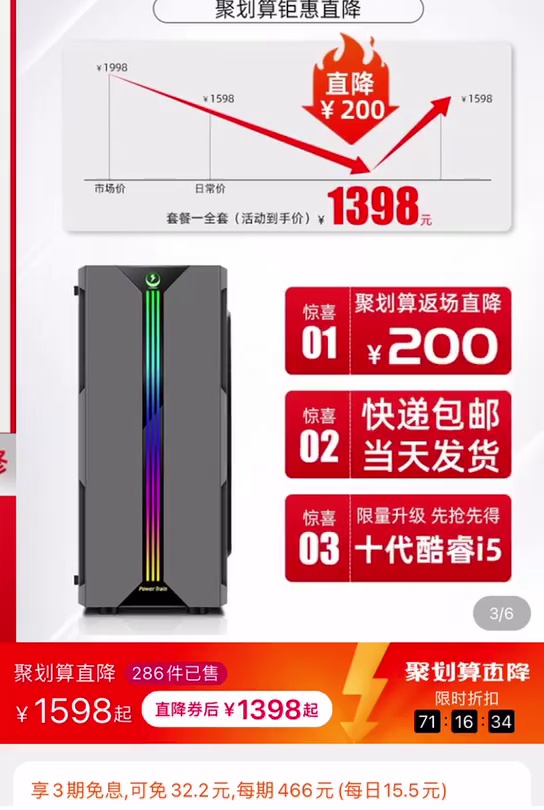 聚划算钜惠直降
¥1998
¥1598
直降
¥200
¥1598
市场价
日常价
套餐一全套（活动到手价）¥1398元
惊喜
01
聚划算返场直降
¥200
惊喜
02
快递包邮
当天发货
惊喜
03
限量升级 先抢先得
十代酷睿i5
Power Train
3/6
聚划算直降
286件已售
¥1598起
直降券后¥1398起
聚划算直降
限时折扣
71:16:34
享3期免息,可免32.2元,每期466元(每日15.5元)